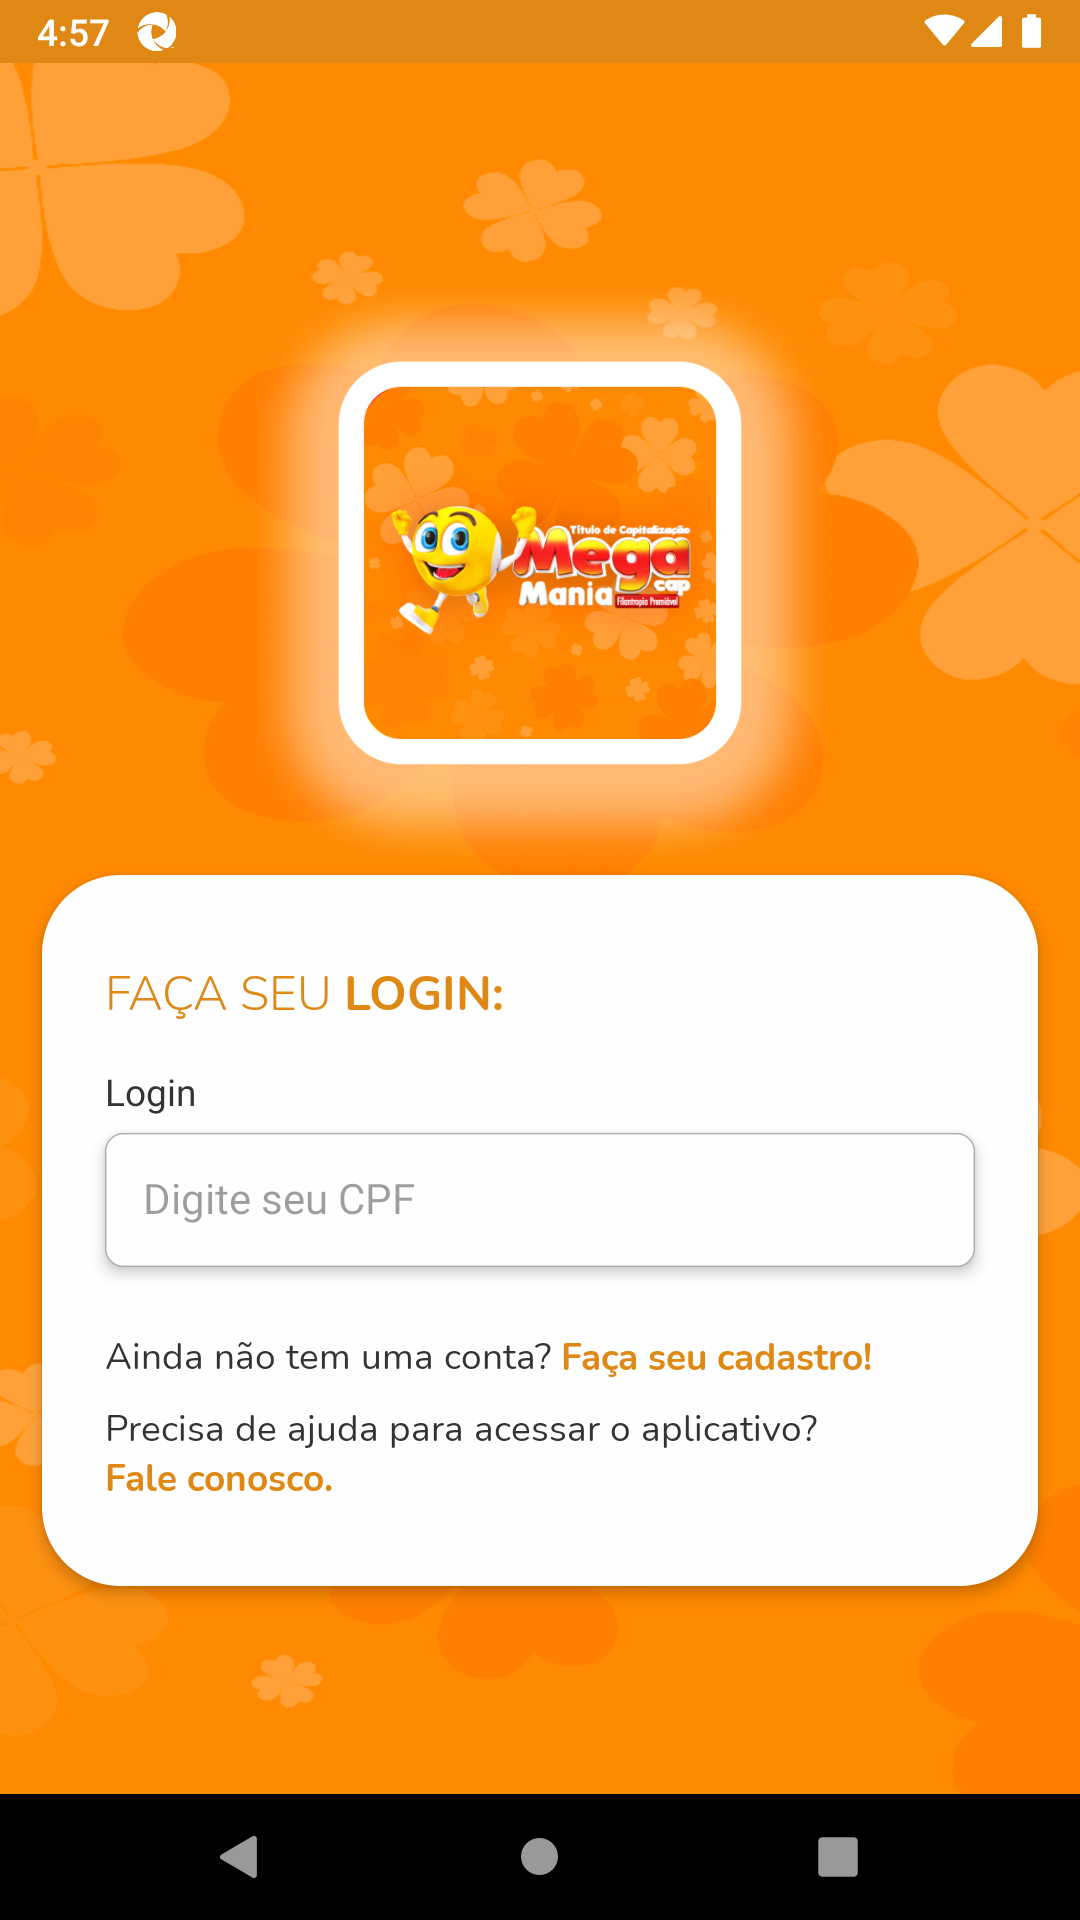 4:57
Título de Capitalização
Mega
Mania cap
Filantropia Premiável
FAÇA SEU LOGIN:
Login
Digite seu CPF
Ainda não tem uma conta? Faça seu cadastro!
Precisa de ajuda para acessar o aplicativo?
Fale conosco.